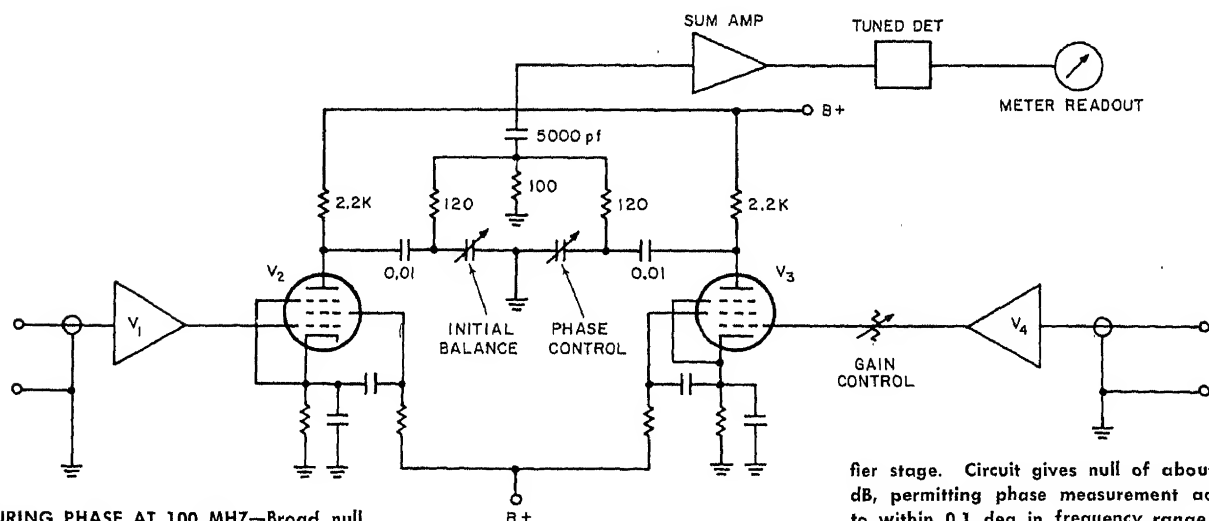 SUM AMP
TUNED DET
METER READOUT
B+
5000 pf
2.2K
120
100
120
2.2K
0.01
0.01
V2
V3
V1
V4
INITIAL
BALANCE
PHASE
CONTROL
GAIN
CONTROL
B+
URING PHASE AT 100 MHZ—Broad null
fier stage. Circuit gives null of about
dB, permitting phase measurement ac
to within 0.1 deg in frequency range